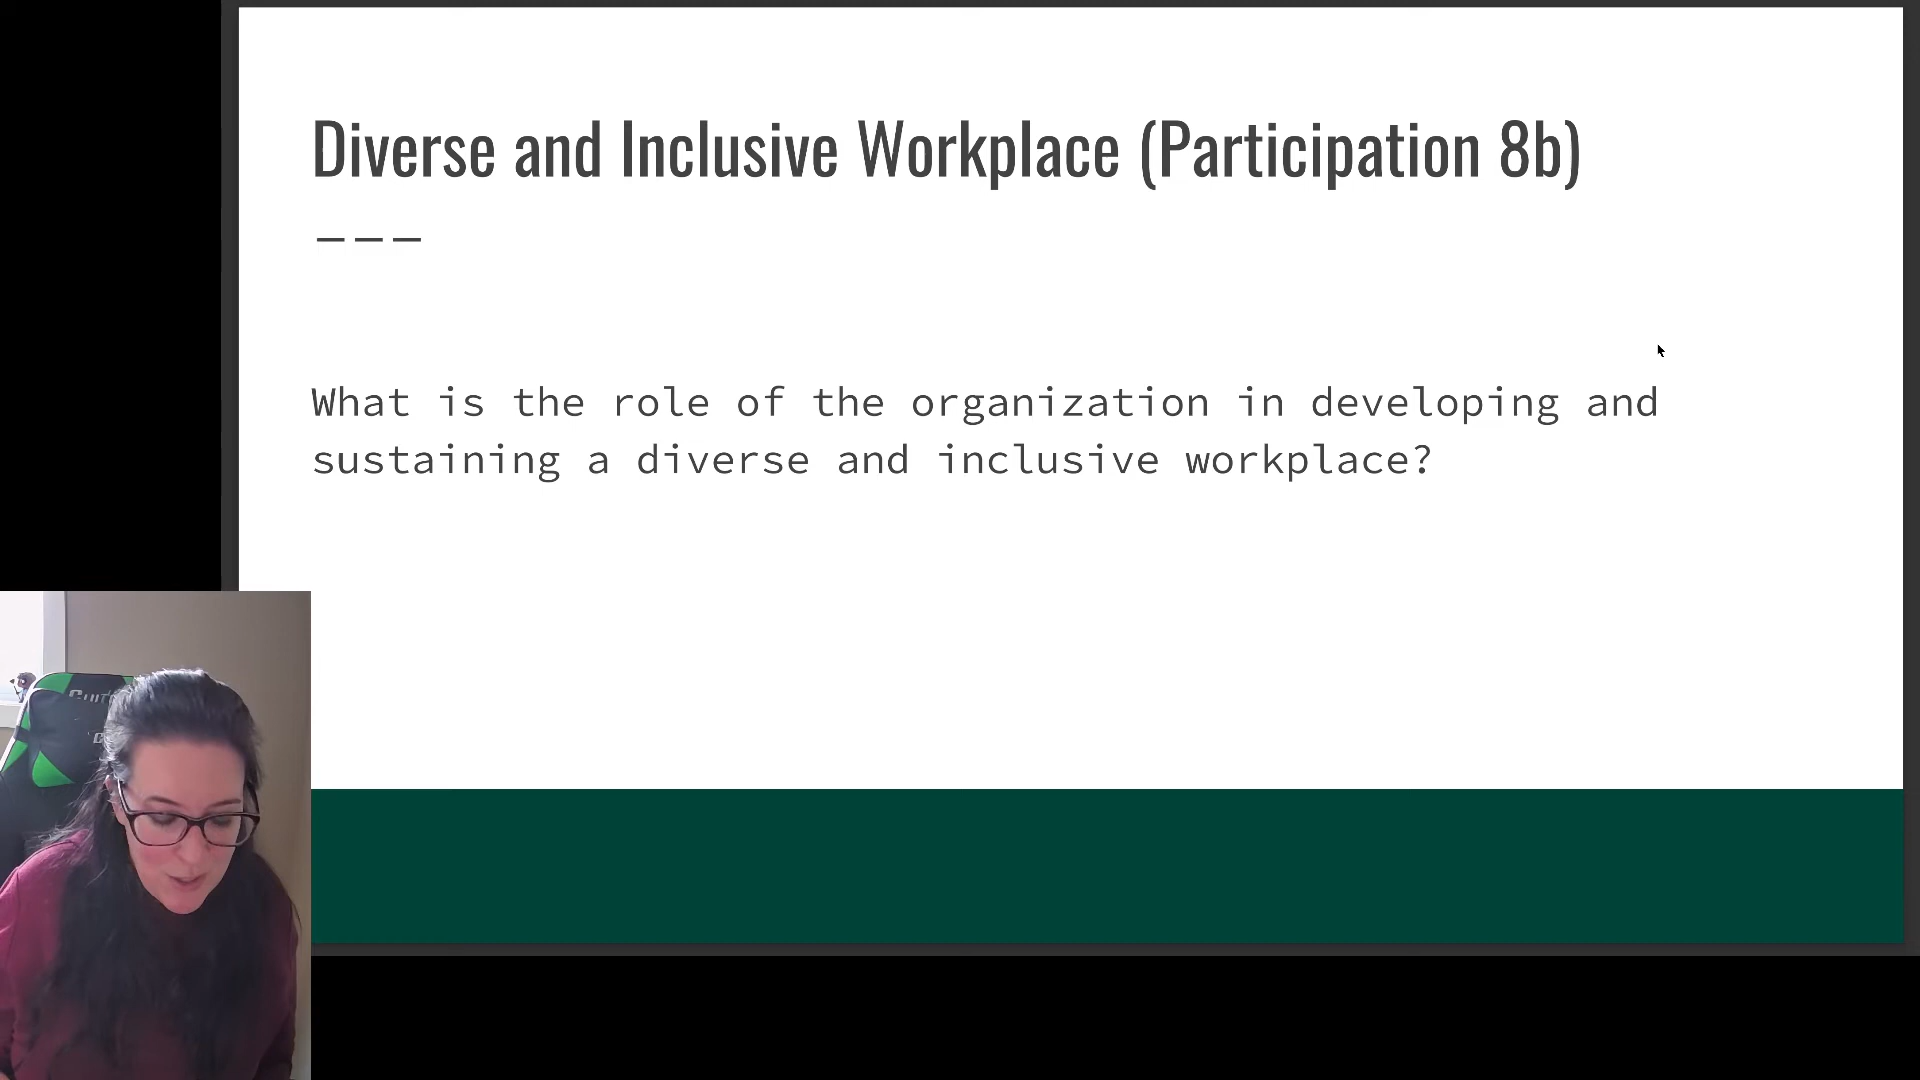 Diverse and Inclusive Workplace (Participation 8b)
What is the role of the organization in developing and
sustaining a diverse and inclusive workplace?